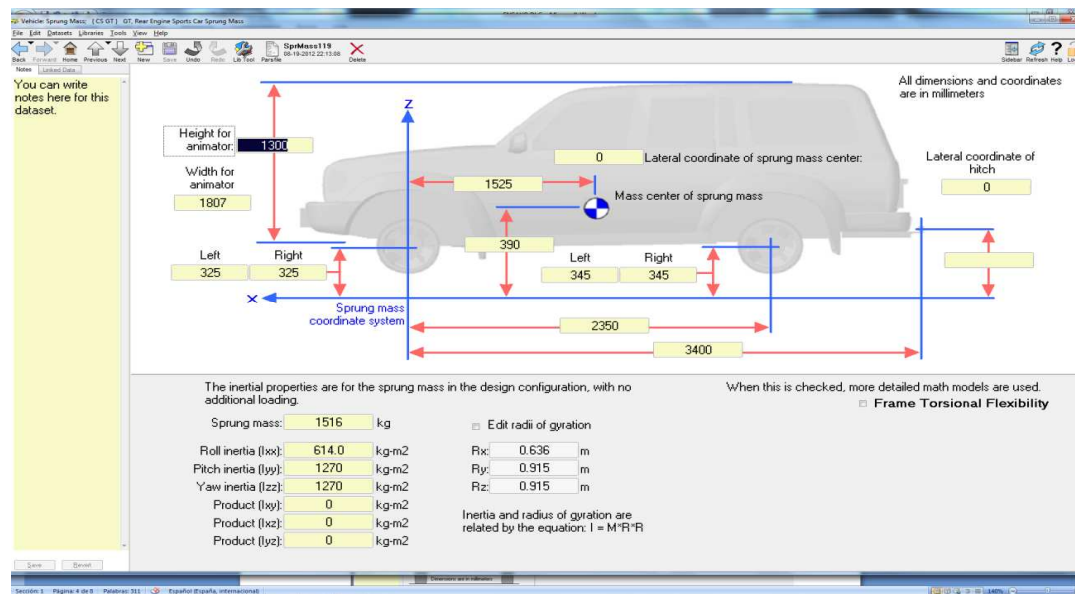 Vehicle: Sprung Mass; { CS GT } GT, Rear Engine Sports Car Sprung Mass
File Edit Datasets Libraries Tools View Help
Back Forward Home Previous Next New Save Undo Redo Lib Tool Parsfile
SprMass119
08-19-2012 22:13:08
Delete
Sidebar Refresh Help
Notes Linked Data
You can write
notes here for this
dataset.
All dimensions and coordinates
are in millimeters
Z
Height for
animator:
1300
Width for
animator
1807
0 Lateral coordinate of sprung mass center:
1525
Mass center of sprung mass
Lateral coordinate of
hitch
0
390
Left Right
325 325
Left Right
345 345
X
Sprung mass
coordinate system
2350
3400
The inertial properties are for the sprung mass in the design configuration, with no
additional loading.
When this is checked, more detailed math models are used.
Frame Torsional Flexibility
Sprung mass: 1516 kg
Edit radii of gyration
Roll inertia (Ixx): 614.0 kg-m2
Rx: 0.636 m
Pitch inertia (Iyy): 1270 kg-m2
Ry: 0.915 m
Yaw inertia (Izz): 1270 kg-m2
Rz: 0.915 m
Product (Ixy): 0 kg-m2
Product (Ixz): 0 kg-m2
Product (Iyz): 0 kg-m2
Inertia and radius of gyration are
related by the equation: I = M*R*R
Save Revert
Dimensions are in millimeters
Sección: 1 Página: 4 de 8 Palabras: 311 Español (España, internacional)
140%